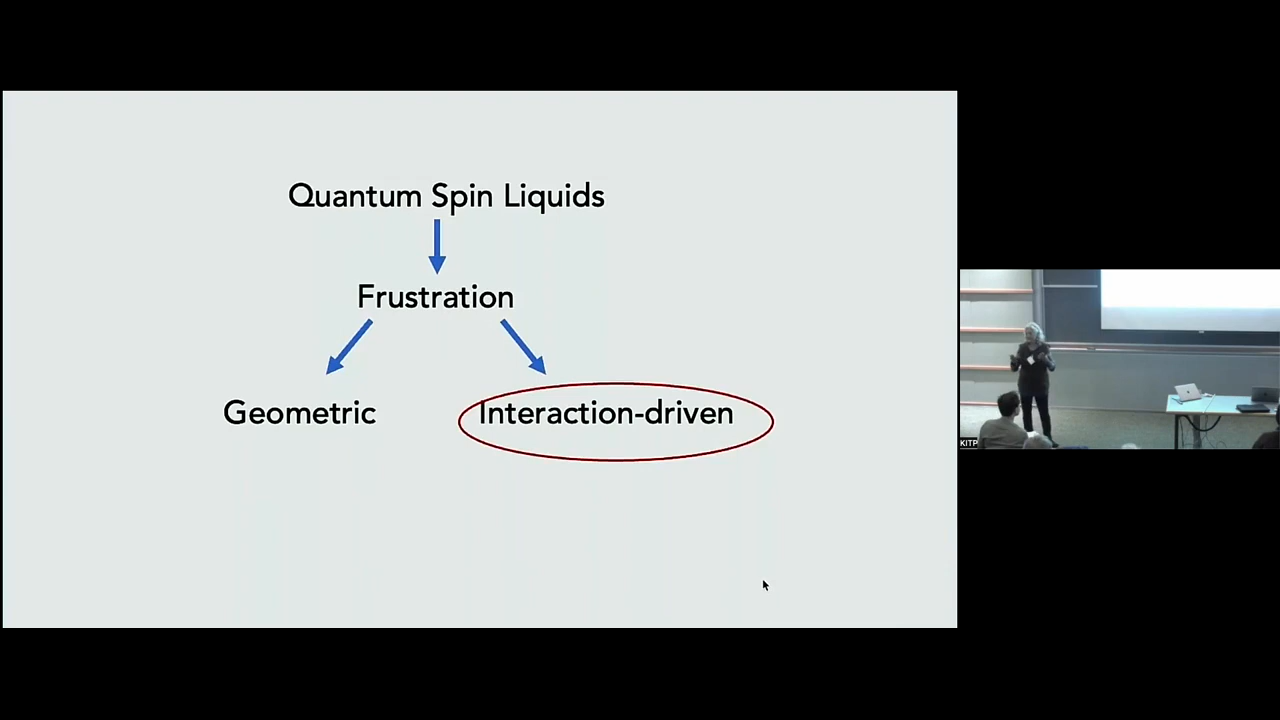 Quantum Spin Liquids
Frustration
Geometric
Interaction-driven
KITP